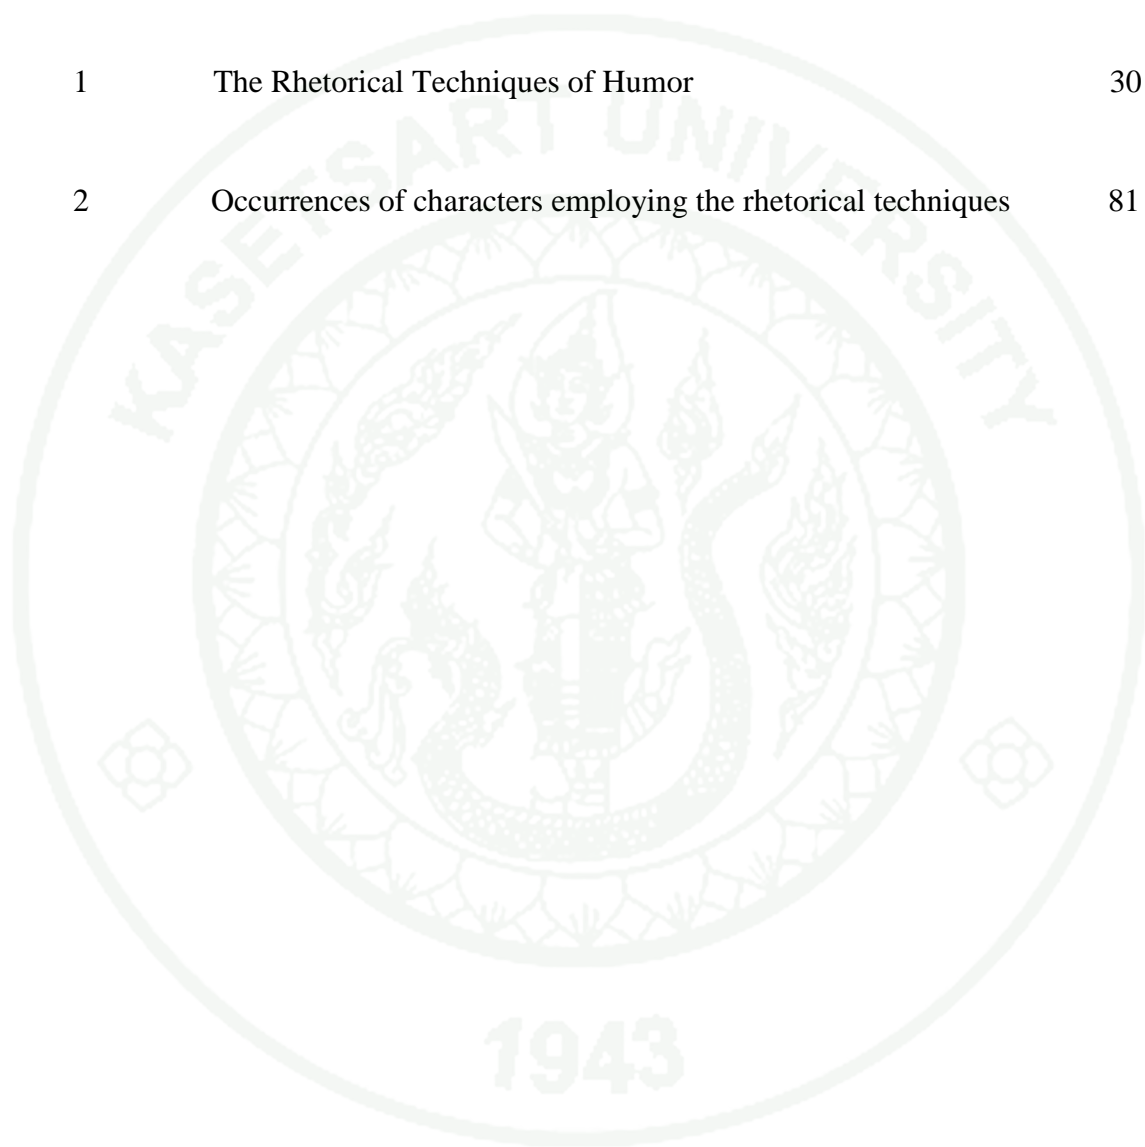 1 The Rhetorical Techniques of Humor 30
2 Occurrences of characters employing the rhetorical techniques 81
KASETSART UNIVERSITY
1943